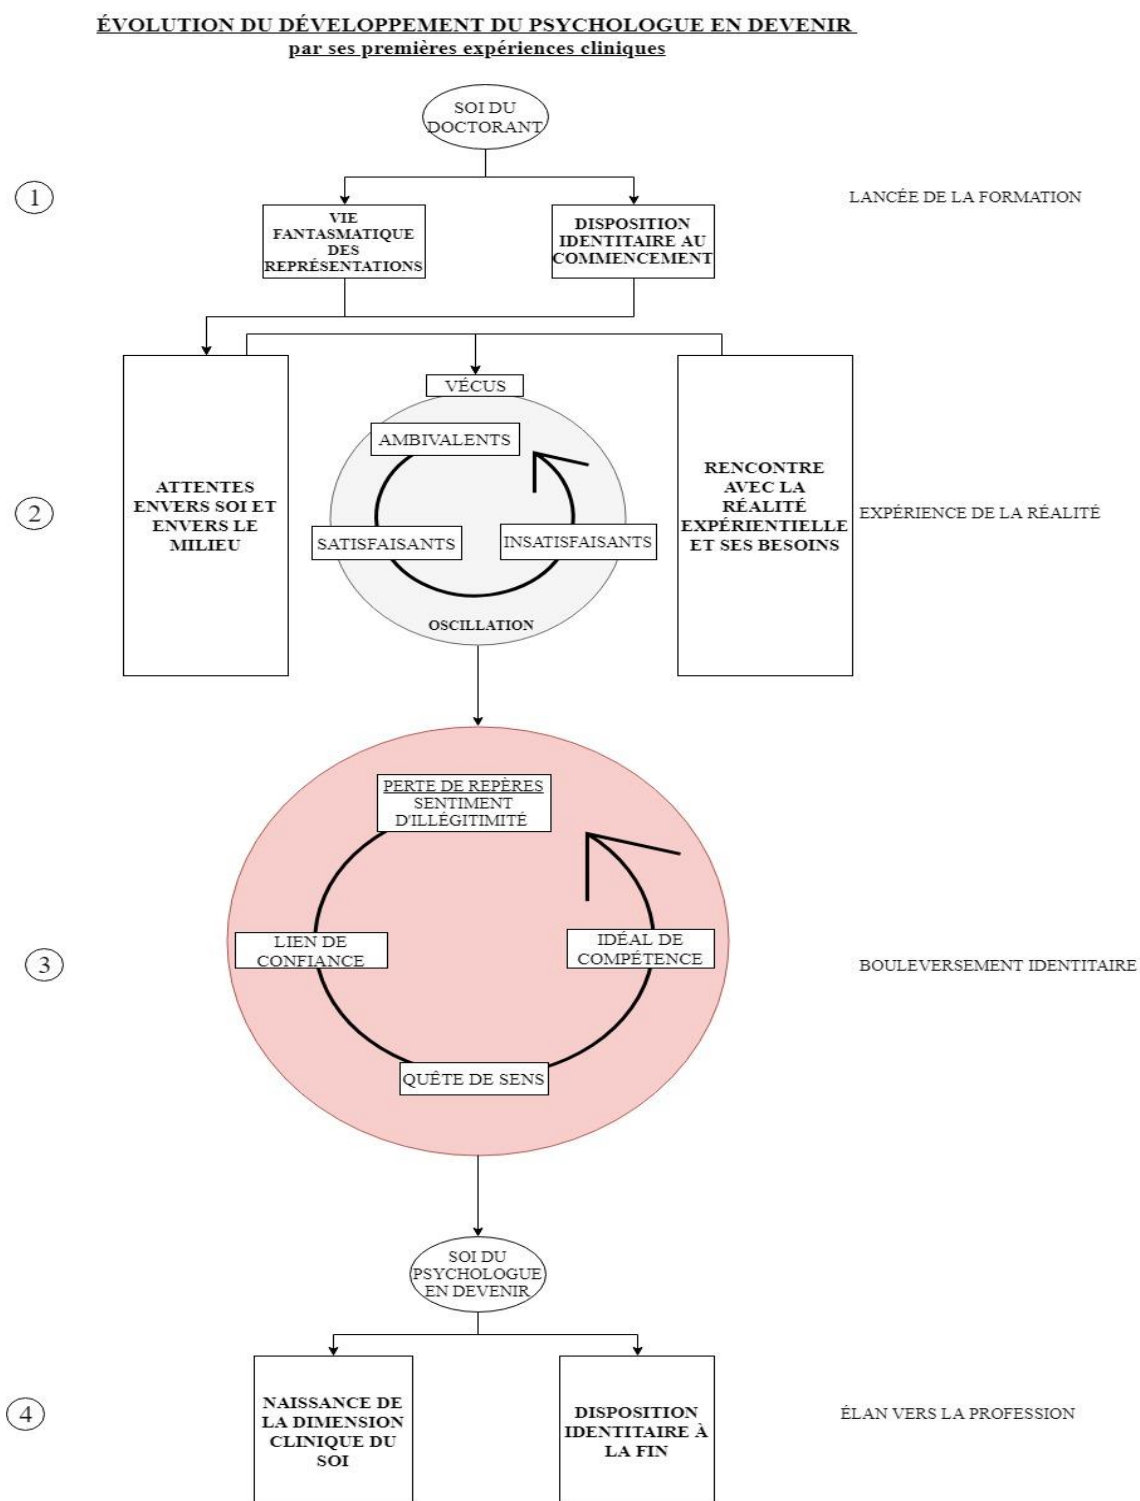 ÉVOLUTION DU DÉVELOPPEMENT DU PSYCHOLOGUE EN DEVENIR
par ses premières expériences cliniques
SOI DU
DOCTORANT
1
LANCÉE DE LA FORMATION
VIE
FANTASMATIQUE
DES
REPRÉSENTATIONS
DISPOSITION
IDENTITAIRE AU
COMMENCEMENT
2
ATTENTES
ENVERS SOI ET
ENVERS LE
MILIEU
VÉCUS
AMBIVALENTS
SATISFAISANTS
INSATISFAISANTS
OSCILLATION
RENCONTRE
AVEC LA
RÉALITÉ
EXPÉRIENTIELLE
ET SES BESOINS
EXPÉRIENCE DE LA RÉALITÉ
3
PERTE DE REPÈRES
SENTIMENT
D'ILLÉGITIMITÉ
LIEN DE
CONFIANCE
IDÉAL DE
COMPÉTENCE
QUÊTE DE SENS
BOULEVERSEMENT IDENTITAIRE
SOI DU
PSYCHOLOGUE
EN DEVENIR
4
NAISSANCE DE
LA DIMENSION
CLINIQUE DU
SOI
DISPOSITION
IDENTITAIRE À
LA FIN
ÉLAN VERS LA PROFESSION